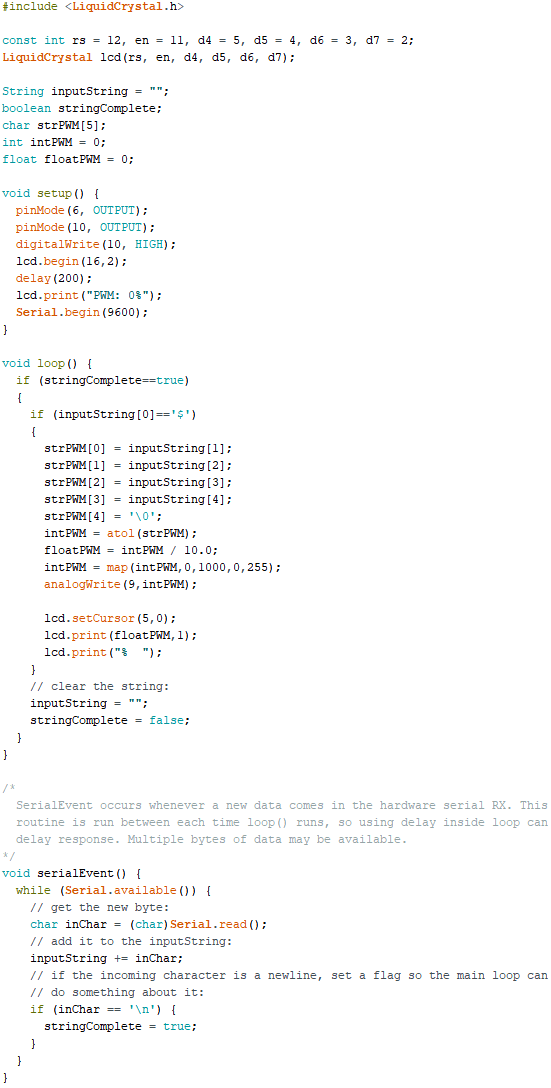 #include <LiquidCrystal.h>

const int rs = 12, en = 11, d4 = 5, d5 = 4, d6 = 3, d7 = 2;
LiquidCrystal lcd(rs, en, d4, d5, d6, d7);

String inputString = "";
boolean stringComplete;
char strPWM[5];
int intPWM = 0;
float floatPWM = 0;

void setup() {
  pinMode(6, OUTPUT);
  pinMode(10, OUTPUT);
  digitalWrite(10, HIGH);
  lcd.begin(16,2);
  delay(200);
  lcd.print("PWM: 0%");
  Serial.begin(9600);
}

void loop() {
  if (stringComplete==true)
  {
    if (inputString[0]=='$')
    {
      strPWM[0] = inputString[1];
      strPWM[1] = inputString[2];
      strPWM[2] = inputString[3];
      strPWM[3] = inputString[4];
      strPWM[4] = '\0';
      intPWM = atol(strPWM);
      floatPWM = intPWM / 10.0;
      intPWM = map(intPWM,0,1000,0,255);
      analogWrite(9,intPWM);

      lcd.setCursor(5,0);
      lcd.print(floatPWM,1);
      lcd.print("%  ");
    }
    // clear the string:
    inputString = "";
    stringComplete = false;
  }
}

/*
  SerialEvent occurs whenever a new data comes in the hardware serial RX. This
  routine is run between each time loop() runs, so using delay inside loop can
  delay response. Multiple bytes of data may be available.
*/
void serialEvent() {
  while (Serial.available()) {
    // get the new byte:
    char inChar = (char)Serial.read();
    // add it to the inputString:
    inputString += inChar;
    // if the incoming character is a newline, set a flag so the main loop can
    // do something about it:
    if (inChar == '\n') {
      stringComplete = true;
    }
  }
}